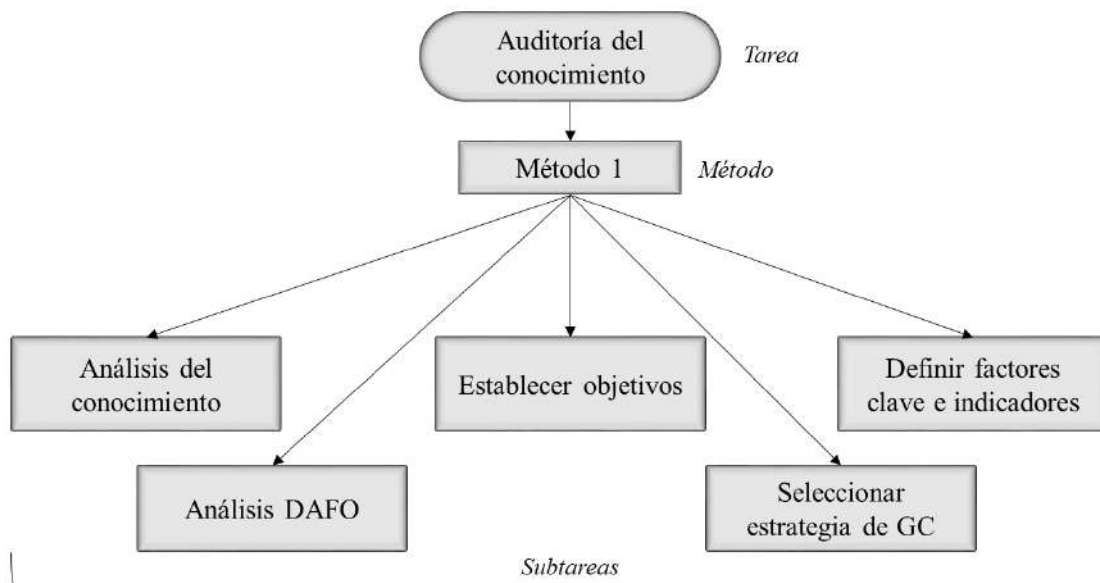 Auditoría del
conocimiento
Tarea
Método 1
Método
Análisis del
conocimiento
Establecer objetivos
Definir factores
clave e indicadores
Análisis DAFO
Seleccionar
estrategia de GC
Subtareas